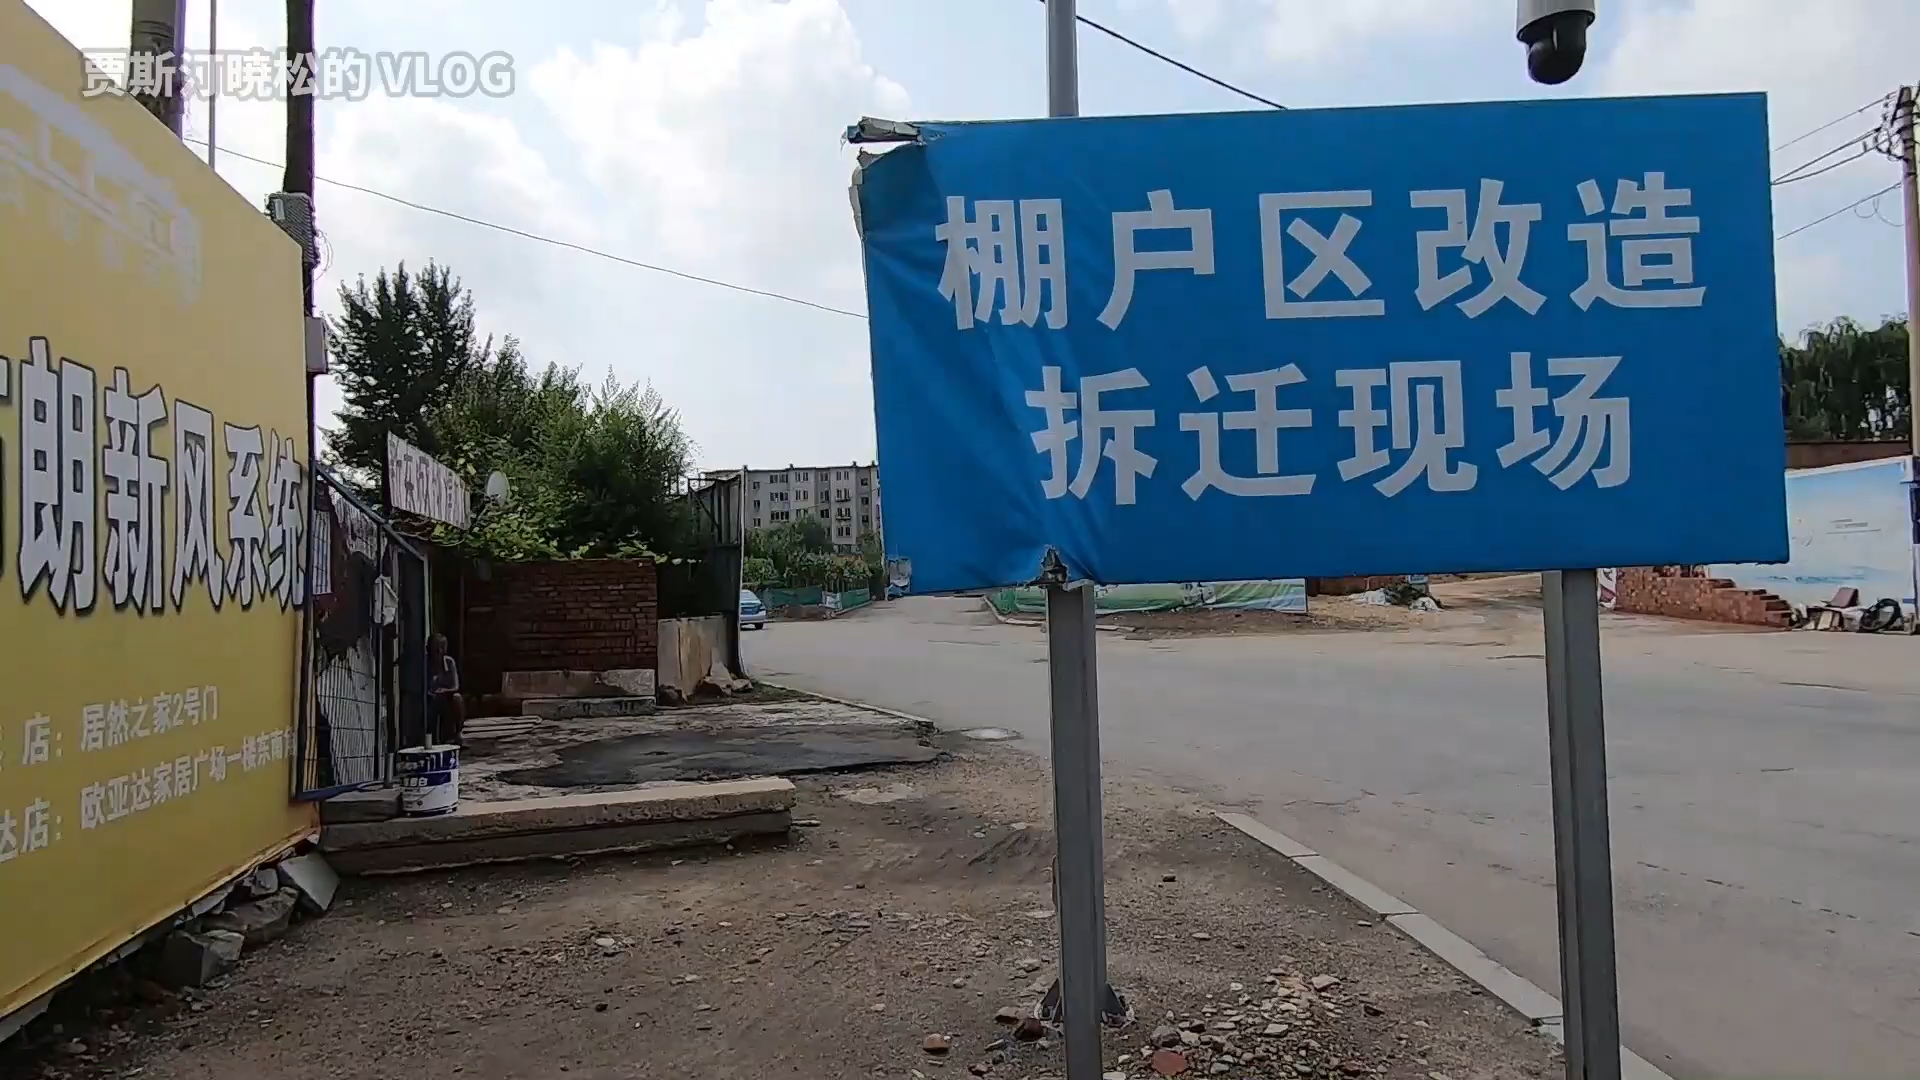 贾斯汀晓松的 VLOG
棚户区改造
拆迁现场
朗新风系统
店：居然之家2号门
达店：欧亚达家居广场一楼东南角